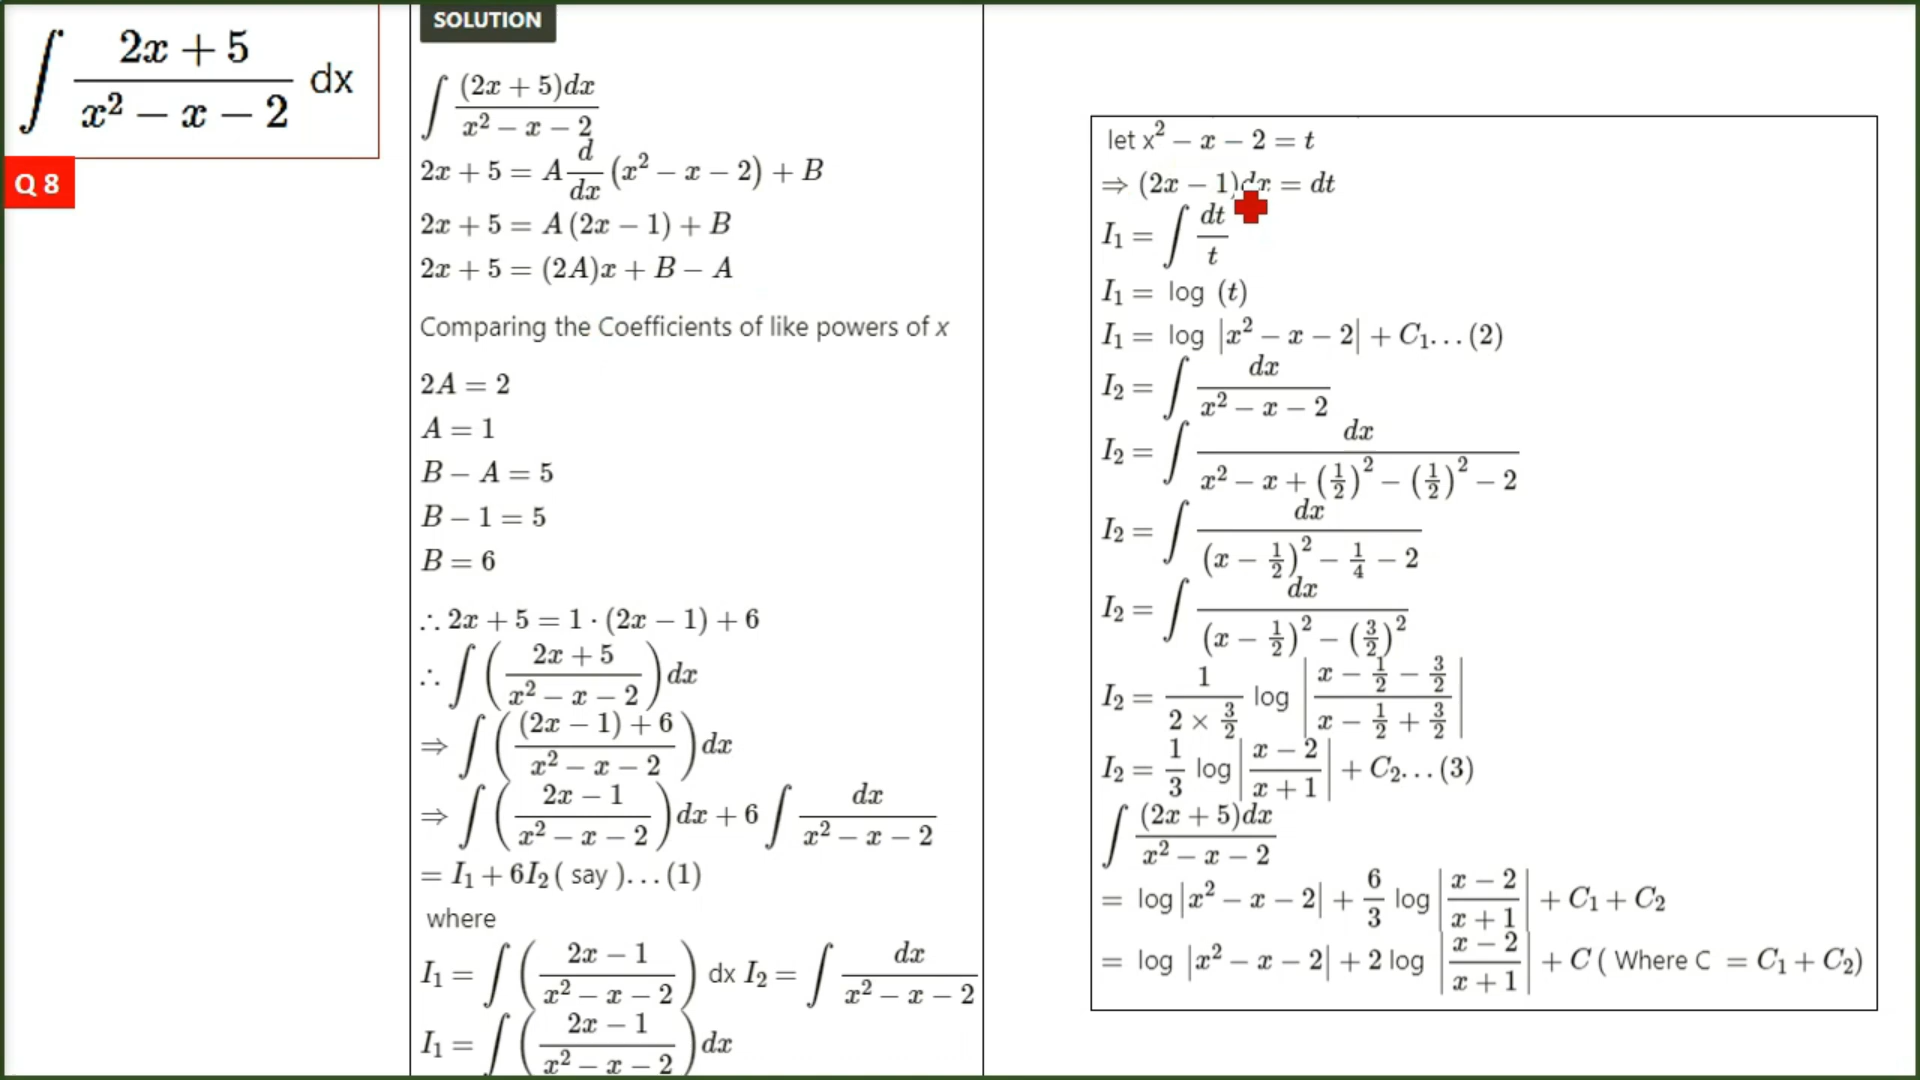 ∫ (2x + 5)/(x² − x − 2) dx
Q 8
SOLUTION
∫ (2x + 5)dx/(x² − x − 2)
2x + 5 = A d/dx (x² − x − 2) + B
2x + 5 = A (2x − 1) + B
2x + 5 = (2A)x + B − A
Comparing the Coefficients of like powers of x
2A = 2
A = 1
B − A = 5
B − 1 = 5
B = 6
∴ 2x + 5 = 1 · (2x − 1) + 6
∴ ∫ ((2x + 5)/(x² − x − 2)) dx
⇒ ∫ (((2x − 1) + 6)/(x² − x − 2)) dx
⇒ ∫ ((2x − 1)/(x² − x − 2)) dx + 6 ∫ dx/(x² − x − 2)
= I₁ + 6I₂ ( say )…(1)
where
I₁ = ∫ ((2x − 1)/(x² − x − 2)) dx I₂ = ∫ dx/(x² − x − 2)
I₁ = ∫ ((2x − 1)/(x² − x − 2)) dx
let x² − x − 2 = t
⇒ (2x − 1)dx = dt
I₁ = ∫ dt/t
I₁ = log (t)
I₁ = log |x² − x − 2| + C₁…(2)
I₂ = ∫ dx/(x² − x − 2)
I₂ = ∫ dx/(x² − x + (1/2)² − (1/2)² − 2)
I₂ = ∫ dx/((x − 1/2)² − 1/4 − 2)
I₂ = ∫ dx/((x − 1/2)² − (3/2)²)
I₂ = 1/(2 × 3/2) log |(x − 1/2 − 3/2)/(x − 1/2 + 3/2)|
I₂ = 1/3 log |(x − 2)/(x + 1)| + C₂…(3)
∫ (2x + 5)dx/(x² − x − 2)
= log |x² − x − 2| + 6/3 log |(x − 2)/(x + 1)| + C₁ + C₂
= log |x² − x − 2| + 2 log |(x − 2)/(x + 1)| + C ( Where C = C₁ + C₂)